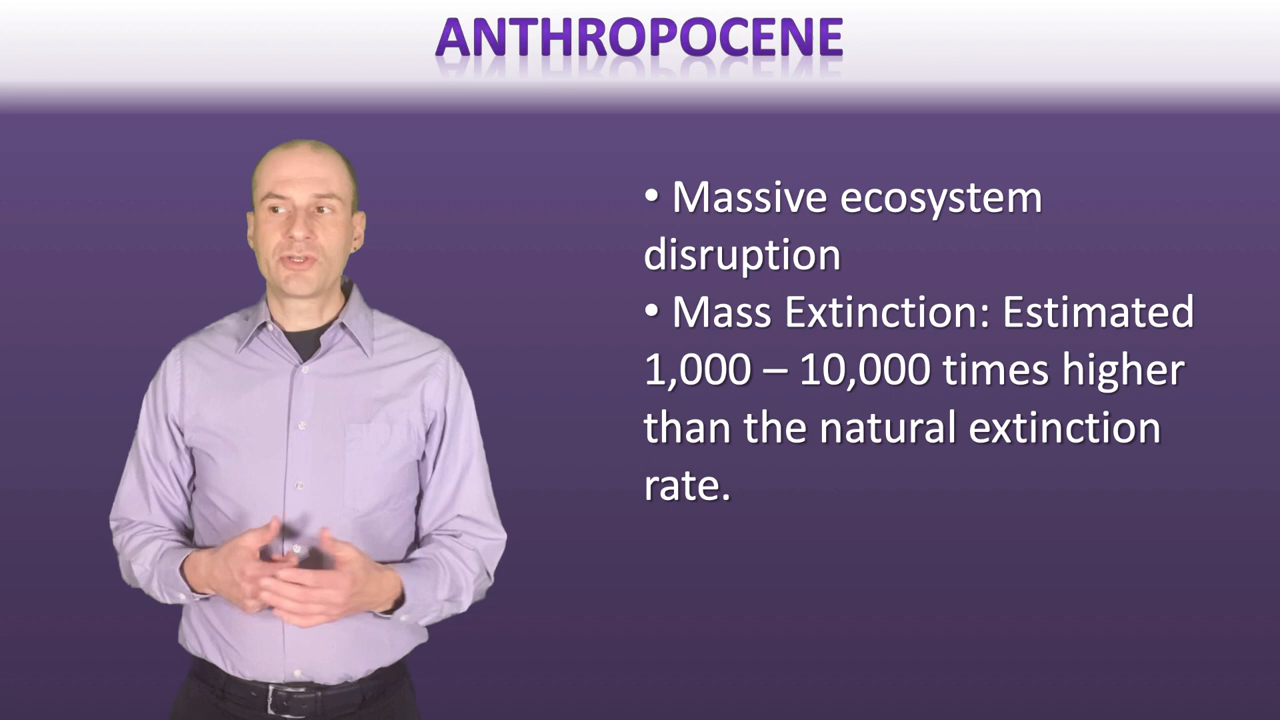 ANTHROPOCENE
• Massive ecosystem
disruption
• Mass Extinction: Estimated
1,000 – 10,000 times higher
than the natural extinction
rate.